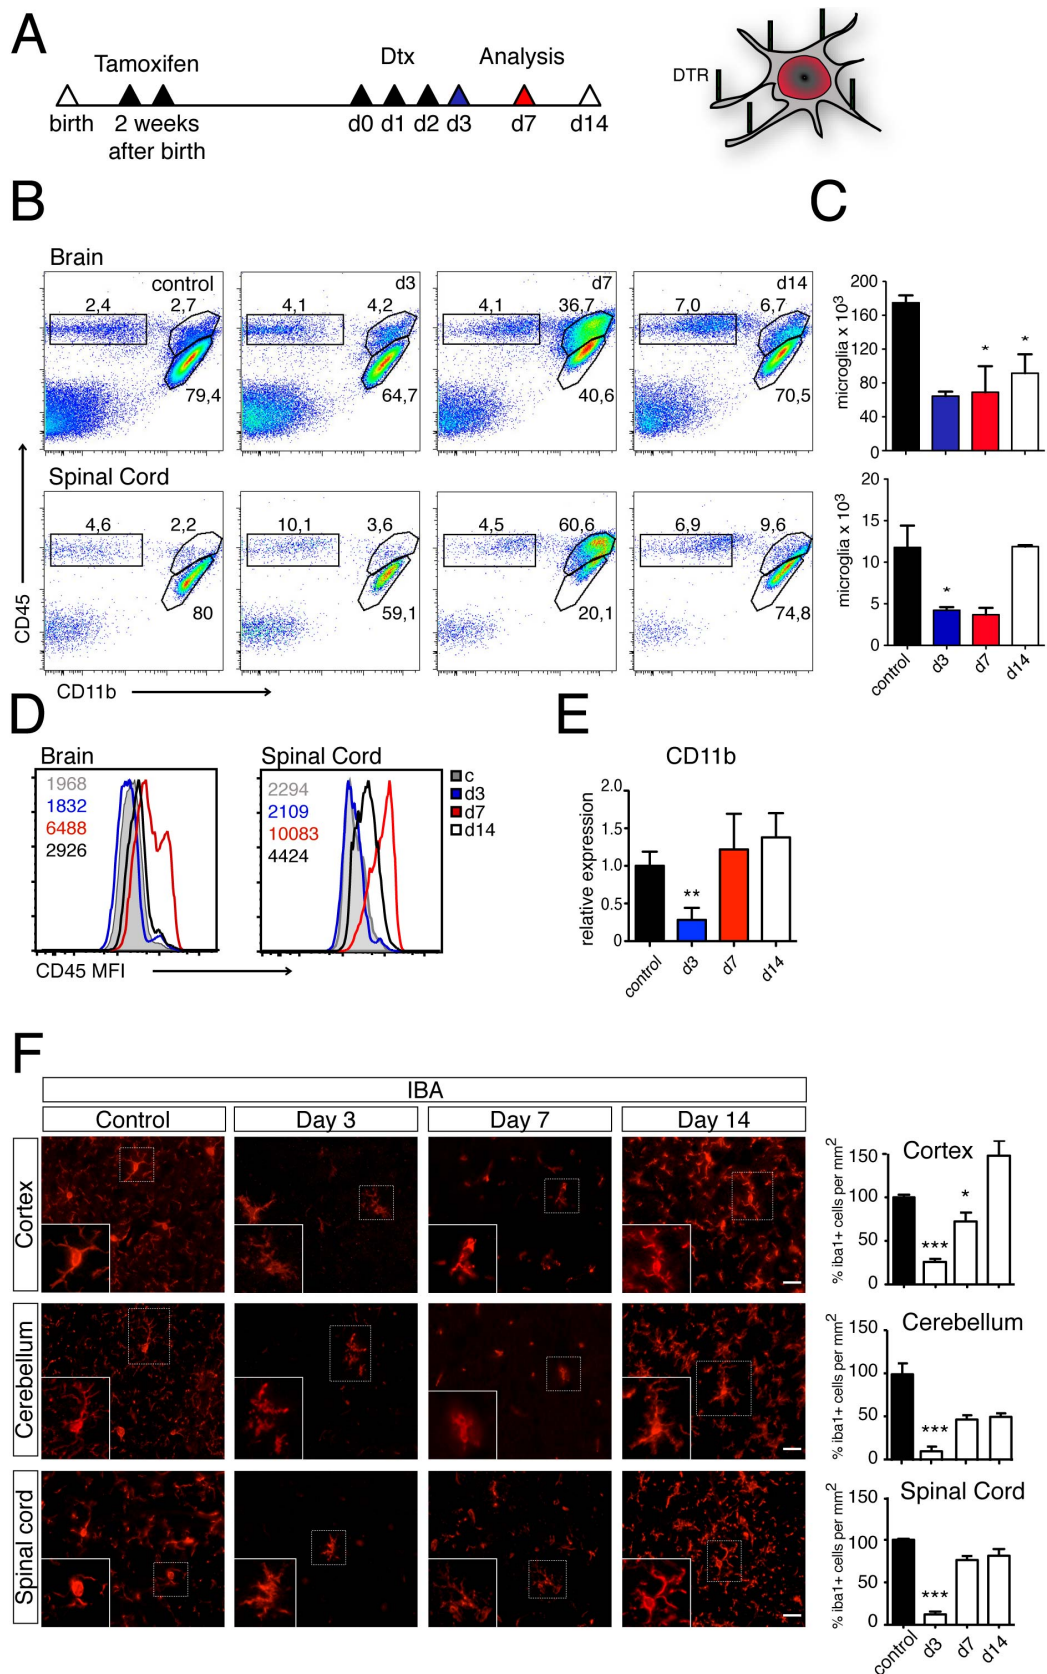 A
Tamoxifen
Dtx
Analysis
birth
2 weeks
after birth
d0 d1 d2 d3
d7
d14
DTR
B
Brain
control
2,4
2,7
79,4
d3
4,1
4,2
64,7
d7
4,1
36,7
40,6
d14
7,0
6,7
70,5
Spinal Cord
4,6
2,2
80
10,1
3,6
59,1
4,5
60,6
20,1
6,9
9,6
74,8
CD45
CD11b
C
microglia x 10³
200
160
120
80
40
0
*
*
microglia x 10³
20
15
10
5
0
*
control
d3
d7
d14
D
Brain
1968
1832
6488
2926
Spinal Cord
2294
2109
10083
4424
c
d3
d7
d14
CD45 MFI
E
CD11b
relative expression
2.0
1.5
1.0
0.5
0
**
control
d3
d7
d14
F
IBA
Control
Day 3
Day 7
Day 14
Cortex
Cerebellum
Spinal cord
Cortex
% iba1+ cells per mm²
150
100
50
0
***
*
Cerebellum
% iba1+ cells per mm²
150
100
50
0
***
Spinal Cord
% iba1+ cells per mm²
150
100
50
0
***
control
d3
d7
d14